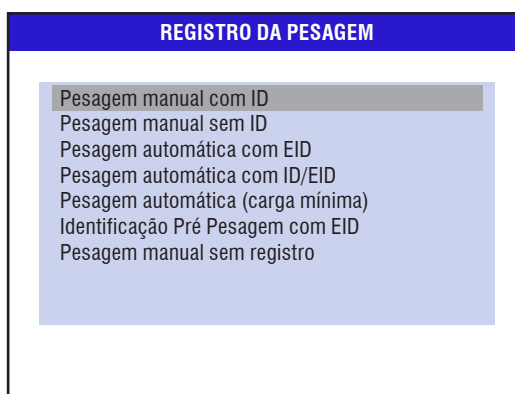 REGISTRO DA PESAGEM
Pesagem manual com ID
Pesagem manual sem ID
Pesagem automática com EID
Pesagem automática com ID/EID
Pesagem automática (carga mínima)
Identificação Pré Pesagem com EID
Pesagem manual sem registro